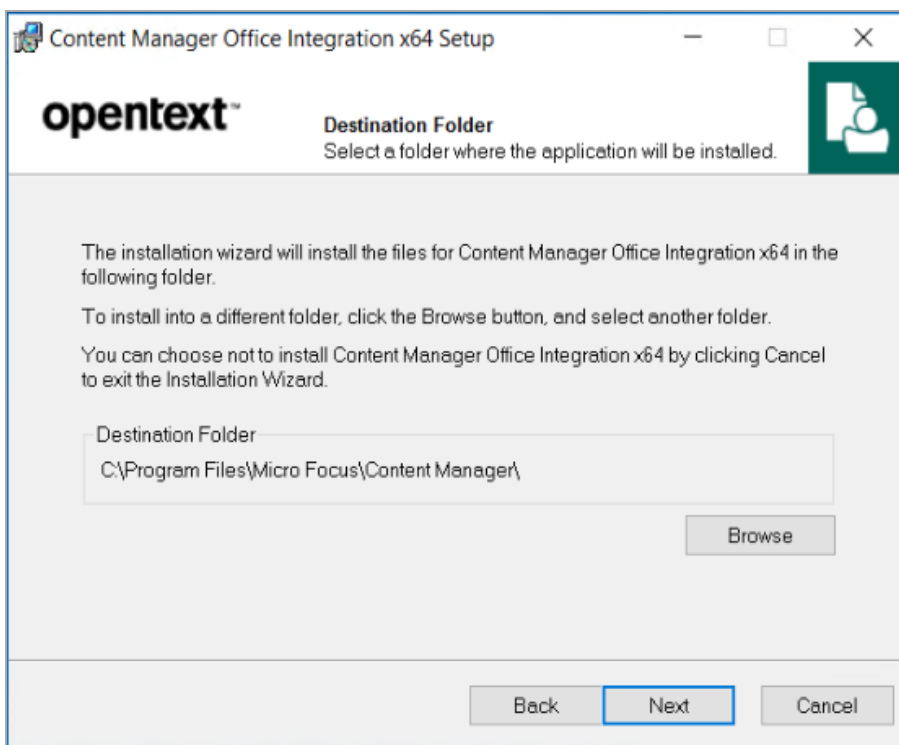 Content Manager Office Integration x64 Setup
opentext™
Destination Folder
Select a folder where the application will be installed.
The installation wizard will install the files for Content Manager Office Integration x64 in the
following folder.
To install into a different folder, click the Browse button, and select another folder.
You can choose not to install Content Manager Office Integration x64 by clicking Cancel
to exit the Installation Wizard.
Destination Folder
C:\Program Files\Micro Focus\Content Manager\
Browse
Back
Next
Cancel